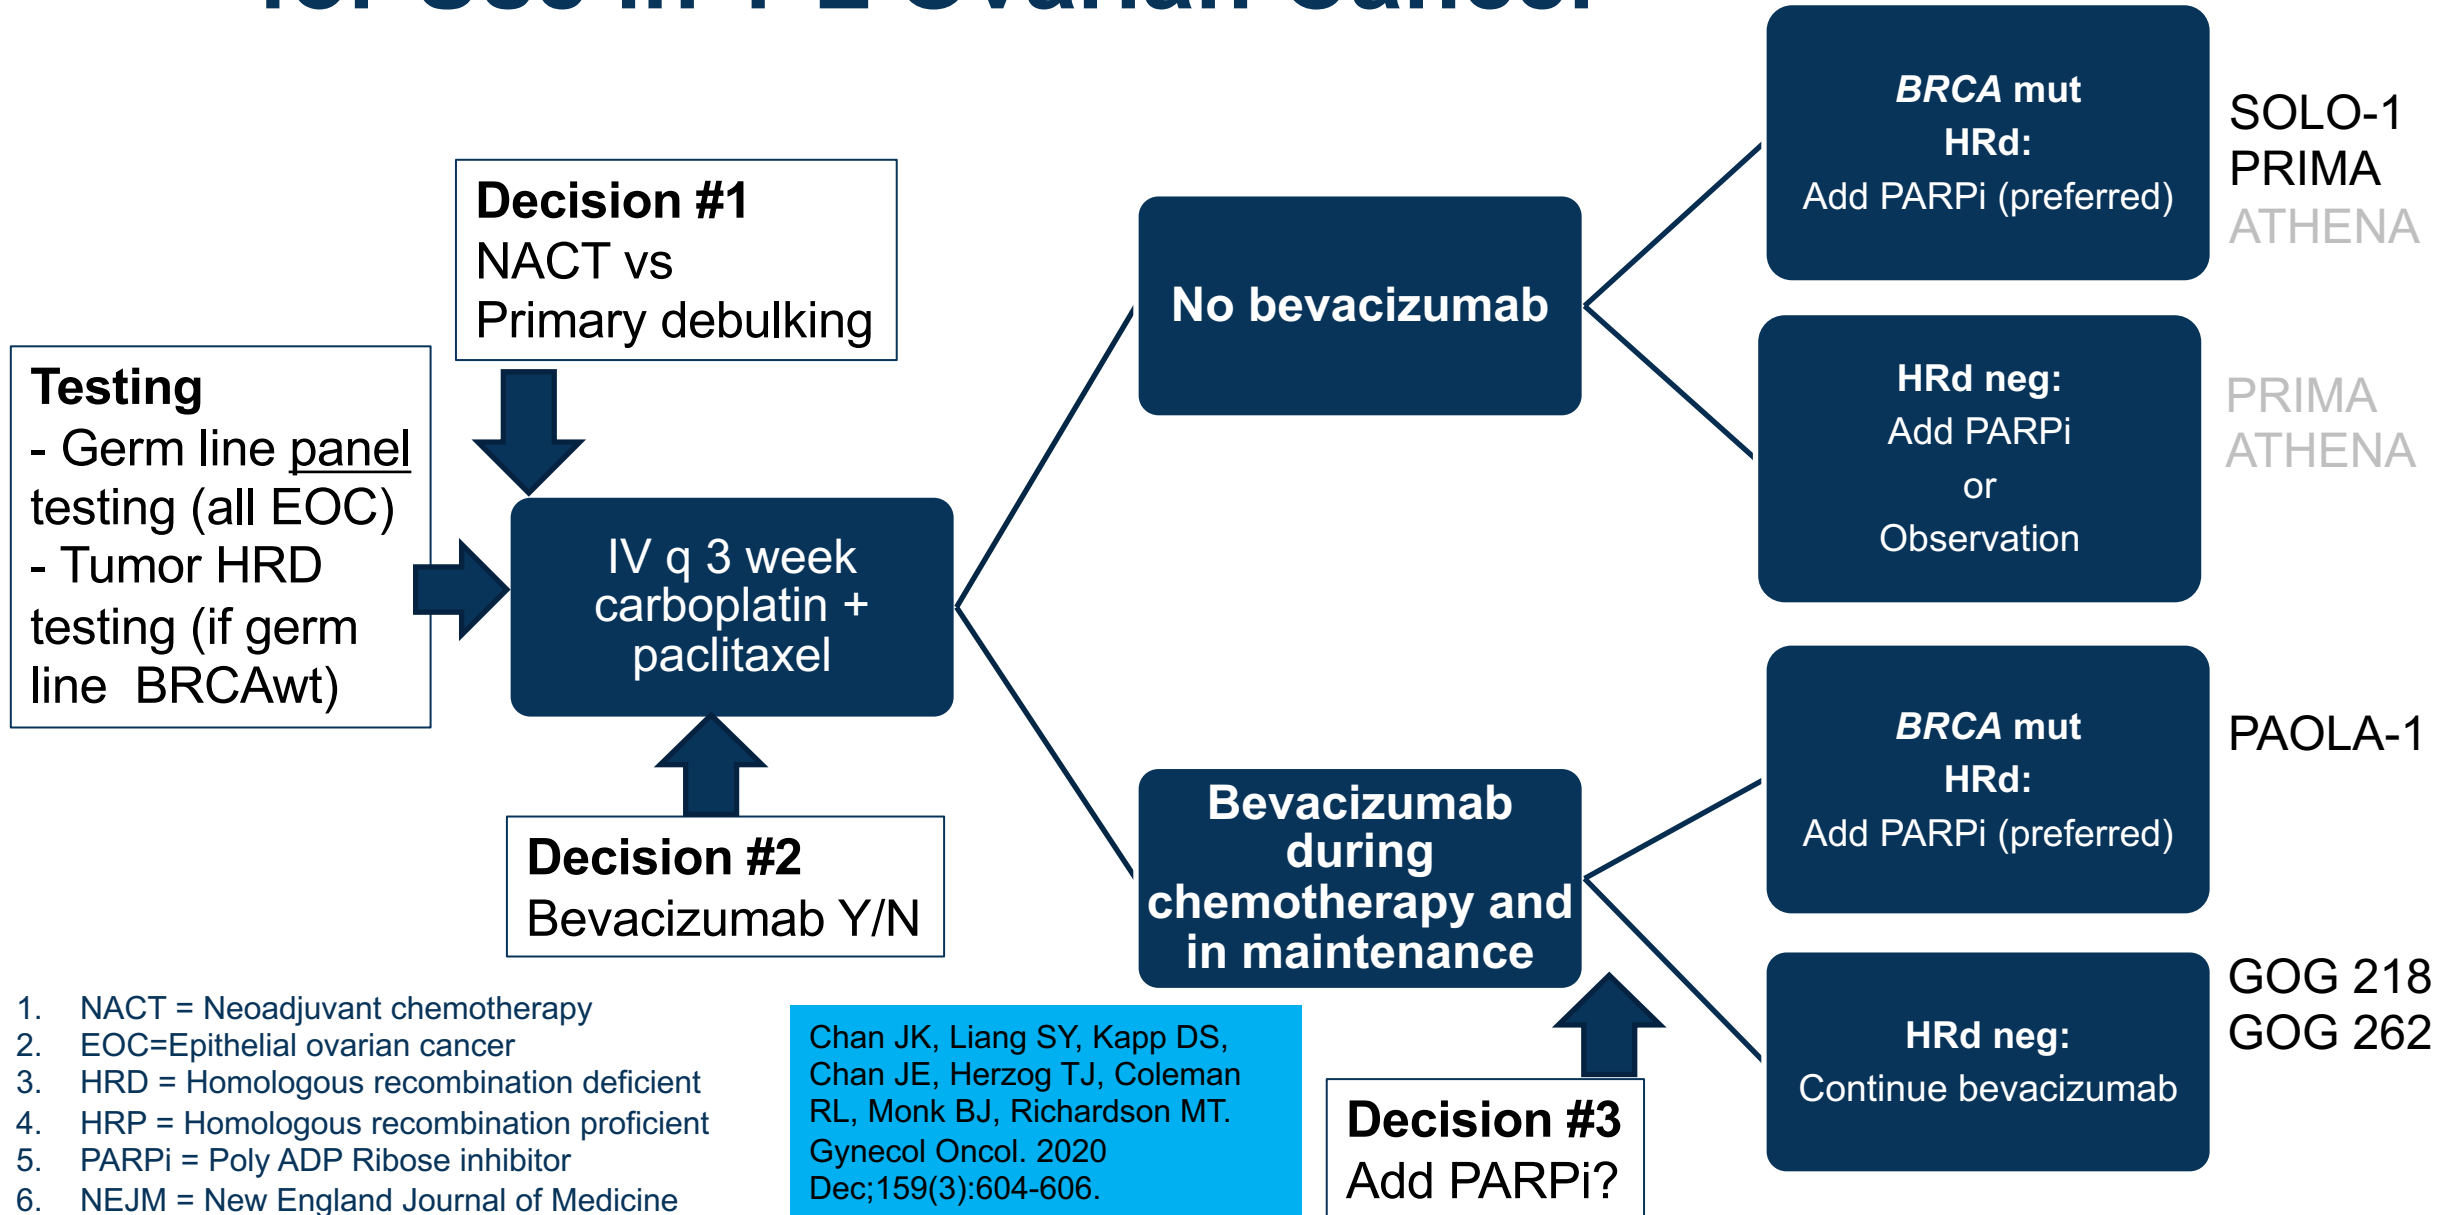 for Use in 1 L Ovarian Cancer
Decision #1
NACT vs
Primary debulking
Testing
- Germ line panel
testing (all EOC)
- Tumor HRD
testing (if germ
line BRCAwt)
IV q 3 week
carboplatin +
paclitaxel
Decision #2
Bevacizumab Y/N
No bevacizumab
Bevacizumab
during
chemotherapy and
in maintenance
Decision #3
Add PARPi?
BRCA mut
HRd:
Add PARPi (preferred)
SOLO-1
PRIMA
ATHENA
HRd neg:
Add PARPi
or
Observation
PRIMA
ATHENA
BRCA mut
HRd:
Add PARPi (preferred)
PAOLA-1
HRd neg:
Continue bevacizumab
GOG 218
GOG 262
1. NACT = Neoadjuvant chemotherapy
2. EOC=Epithelial ovarian cancer
3. HRD = Homologous recombination deficient
4. HRP = Homologous recombination proficient
5. PARPi = Poly ADP Ribose inhibitor
6. NEJM = New England Journal of Medicine
Chan JK, Liang SY, Kapp DS,
Chan JE, Herzog TJ, Coleman
RL, Monk BJ, Richardson MT.
Gynecol Oncol. 2020
Dec;159(3):604-606.